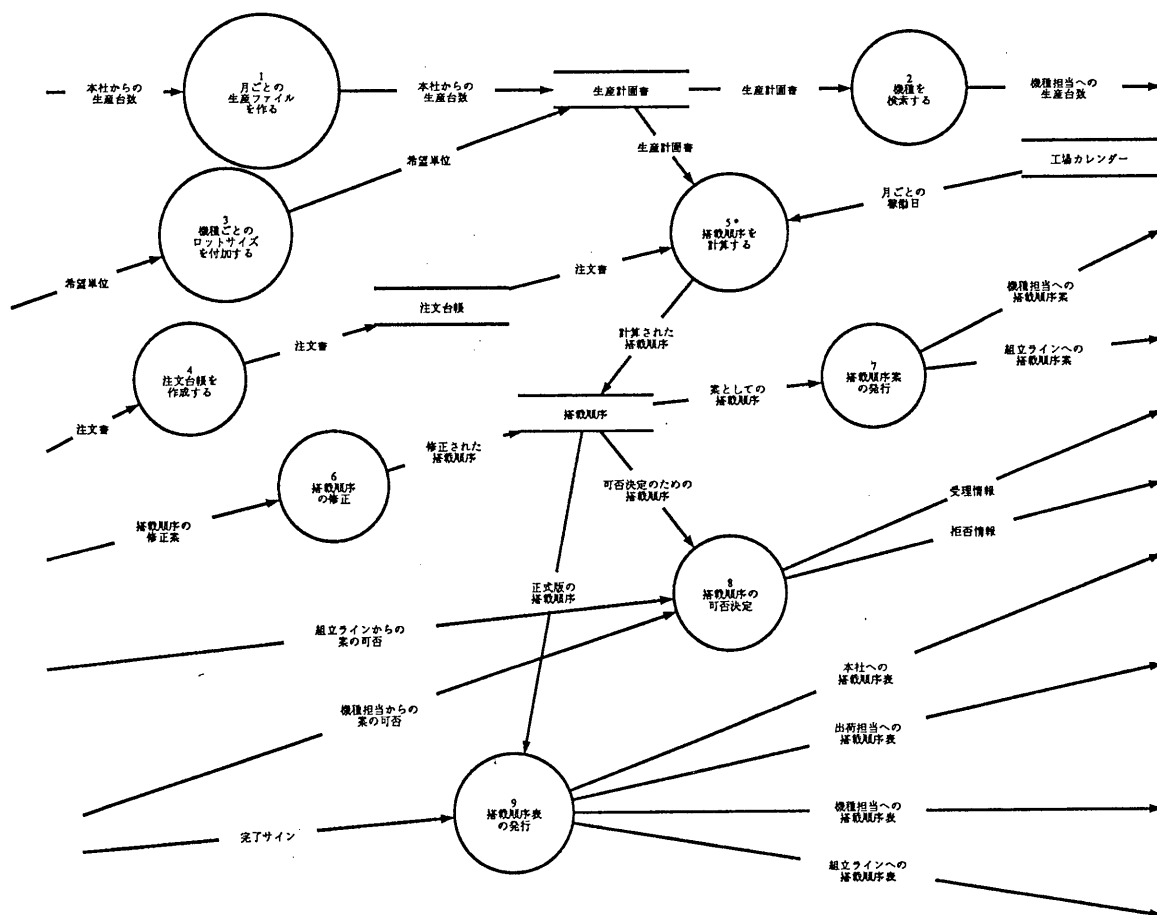 本社からの
生産台数
1
月ごとの
生産ファイル
を作る
本社からの
生産台数
生産計画書
生産計画書
2
機種を
検索する
機種担当への
生産台数
希望単位
生産計画書
工場カレンダー
月ごとの
稼働日
3
機種ごとの
ロットサイズ
を付加する
5*
搭載順序を
計算する
希望単位
注文書
注文台帳
機種担当への
搭載順序案
計算された
搭載順序
組立ラインへの
搭載順序案
注文書
4
注文台帳を
作成する
7
搭載順序案
の発行
案としての
搭載順序
搭載順序
注文書
修正された
搭載順序
6
搭載順序
の修正
可否決定のための
搭載順序
受理情報
搭載順序の
修正案
拒否情報
正式版の
搭載順序
8
搭載順序の
可否決定
組立ラインからの
案の可否
本社への
搭載順序表
機種担当からの
案の可否
出荷担当への
搭載順序表
9
搭載順序表
の発行
機種担当への
搭載順序表
完了サイン
組立ラインへの
搭載順序表